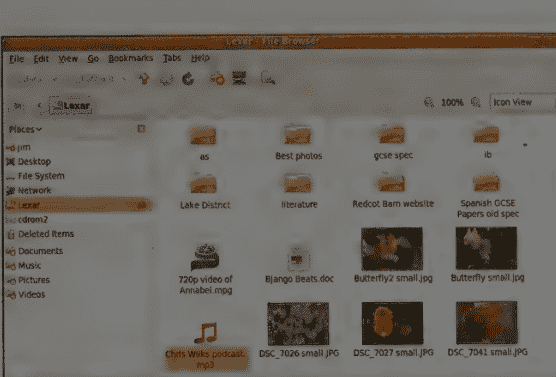 Lexar - File Browser
File Edit View Go Bookmarks Tabs Help
Lexar
100%
Icon View
Places
jim
Desktop
File System
Network
Lexar
cdrom2
Deleted Items
Documents
Music
Pictures
Videos
as
Best photos
gcse spec
ib
Lake District
literature
Redcot Barn website
Spanish GCSE
Papers old spec
720p video of
Annabel.mpg
Django Beats.doc
Butterfly2 small.jpg
Butterfly small.jpg
Chris Wilks podcast.
mp3
DSC_7026 small.JPG
DSC_7027 small.JPG
DSC_7041 small.JPG